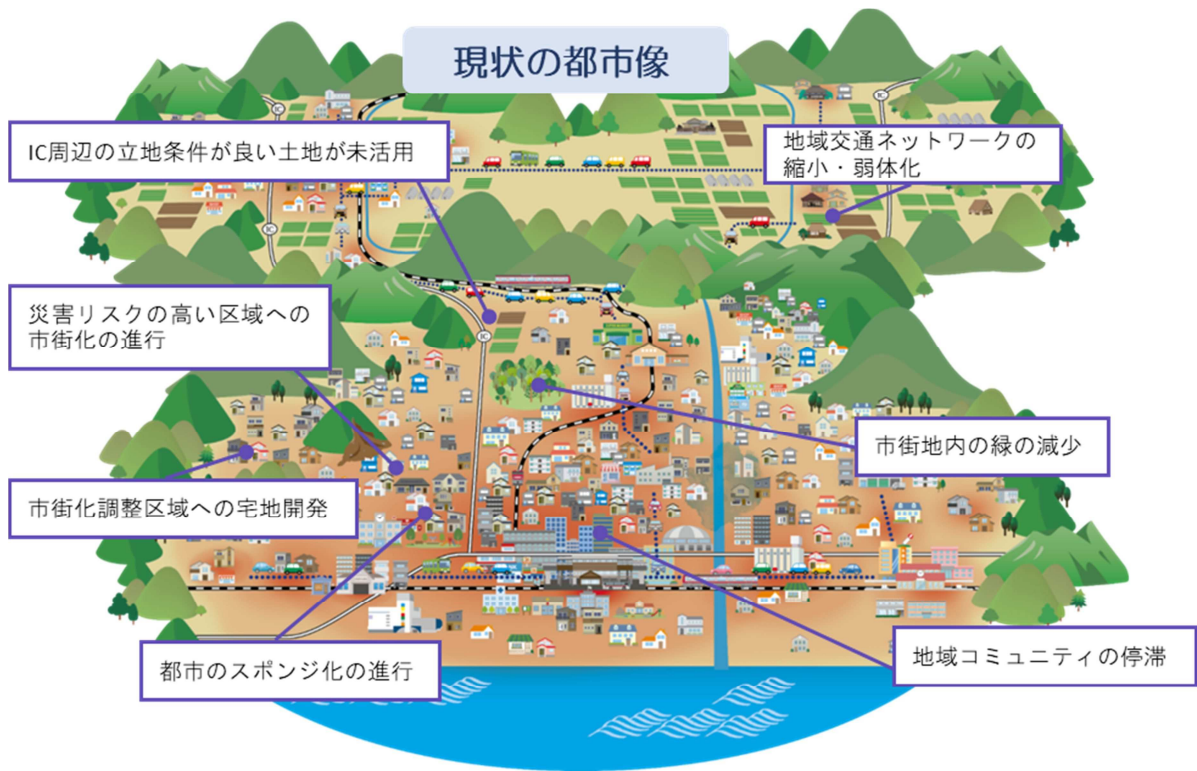 現状の都市像
IC周辺の立地条件が良い土地が未活用
地域交通ネットワークの
縮小・弱体化
災害リスクの高い区域への
市街化の進行
市街地内の緑の減少
市街化調整区域への宅地開発
都市のスポンジ化の進行
地域コミュニティの停滞
IC
IC
IC
IC